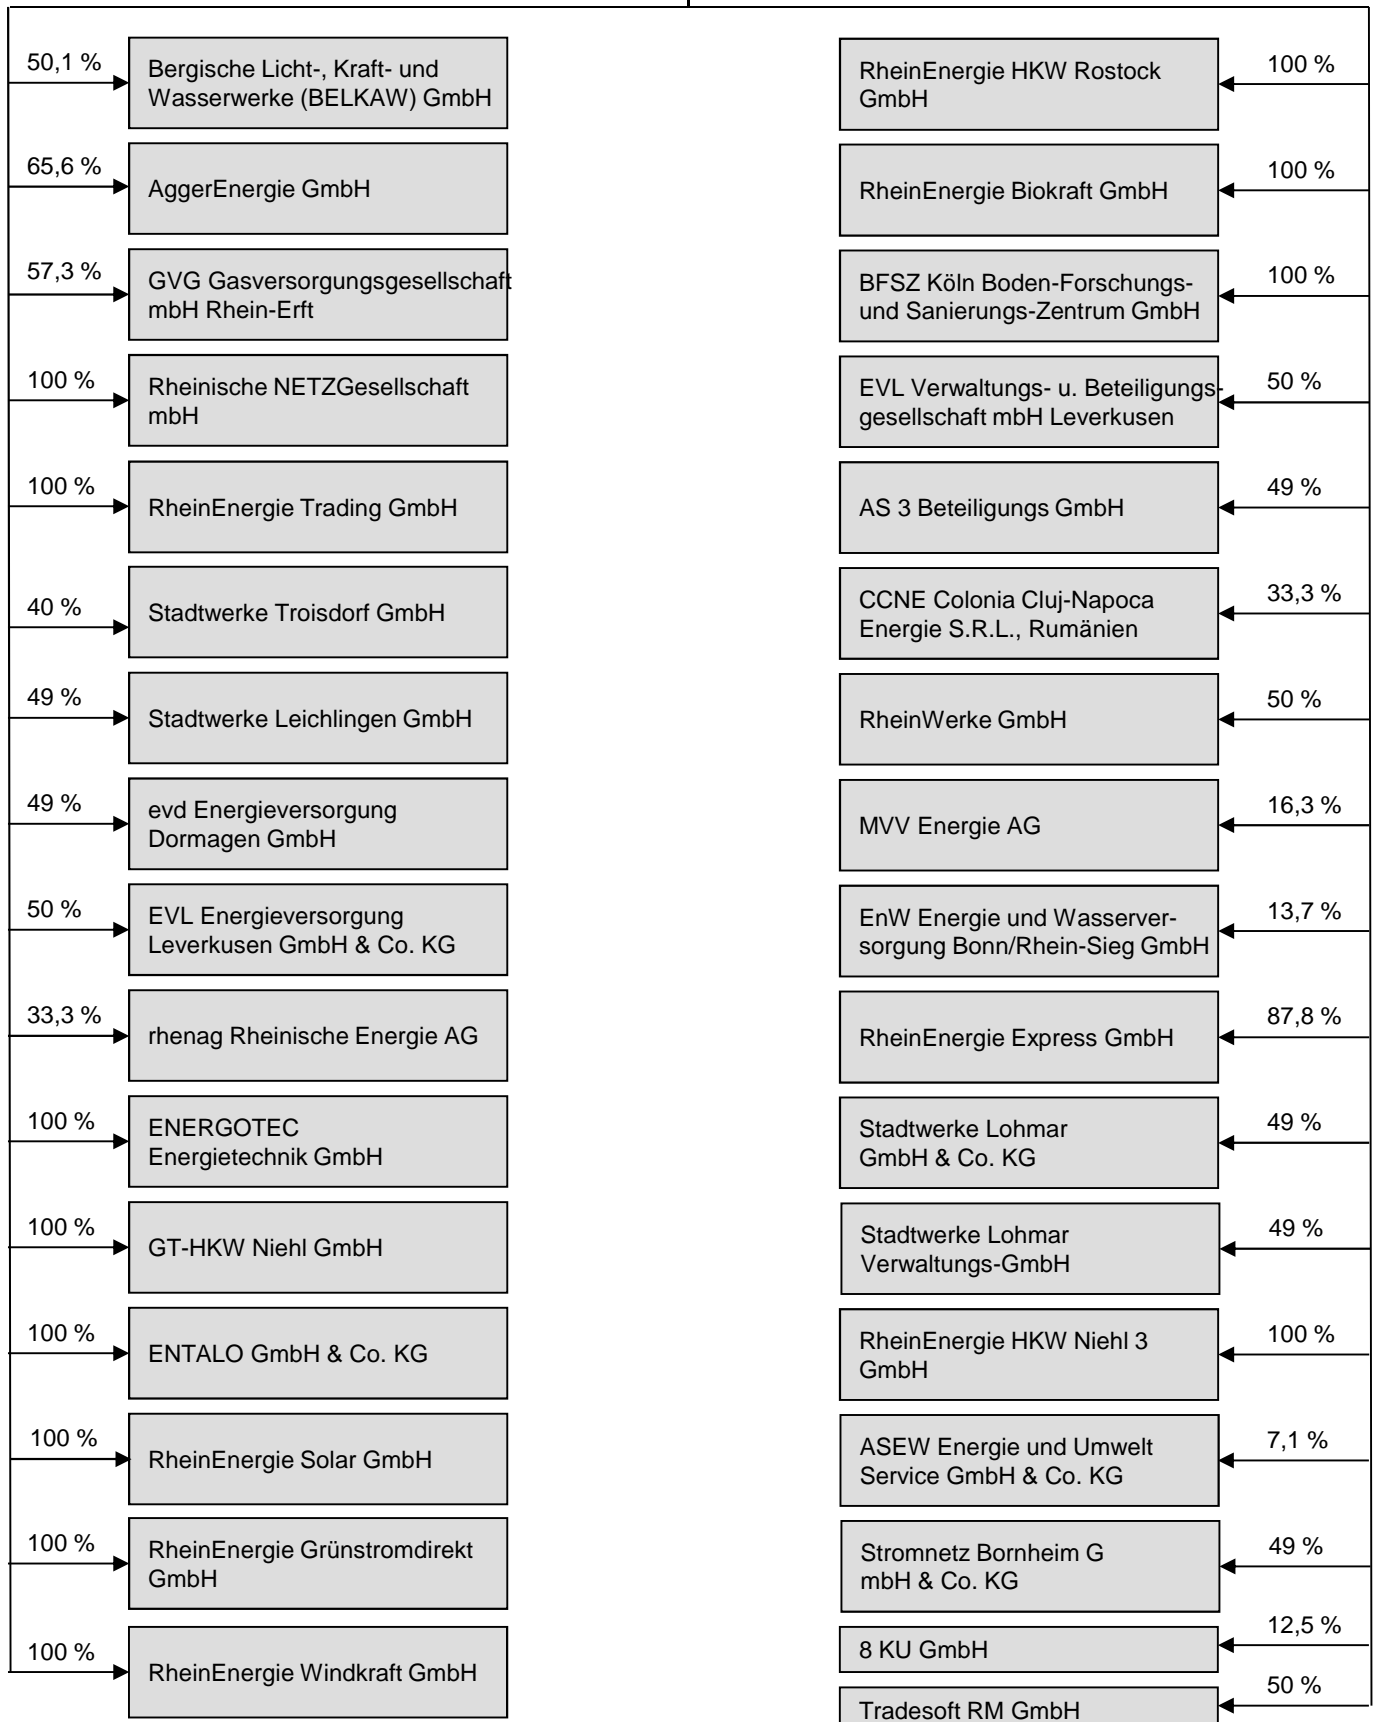 50,1 %
Bergische Licht-, Kraft- und
Wasserwerke (BELKAW) GmbH
65,6 %
AggerEnergie GmbH
57,3 %
GVG Gasversorgungsgesellschaft
mbH Rhein-Erft
100 %
Rheinische NETZGesellschaft
mbH
100 %
RheinEnergie Trading GmbH
40 %
Stadtwerke Troisdorf GmbH
49 %
Stadtwerke Leichlingen GmbH
49 %
evd Energieversorgung
Dormagen GmbH
50 %
EVL Energieversorgung
Leverkusen GmbH & Co. KG
33,3 %
rhenag Rheinische Energie AG
100 %
ENERGOTEC
Energietechnik GmbH
100 %
GT-HKW Niehl GmbH
100 %
ENTALO GmbH & Co. KG
100 %
RheinEnergie Solar GmbH
100 %
RheinEnergie Grünstromdirekt
GmbH
100 %
RheinEnergie Windkraft GmbH
RheinEnergie HKW Rostock
GmbH
100 %
RheinEnergie Biokraft GmbH
100 %
BFSZ Köln Boden-Forschungs-
und Sanierungs-Zentrum GmbH
100 %
EVL Verwaltungs- u. Beteiligungs-
gesellschaft mbH Leverkusen
50 %
AS 3 Beteiligungs GmbH
49 %
CCNE Colonia Cluj-Napoca
Energie S.R.L., Rumänien
33,3 %
RheinWerke GmbH
50 %
MVV Energie AG
16,3 %
EnW Energie und Wasserver-
sorgung Bonn/Rhein-Sieg GmbH
13,7 %
RheinEnergie Express GmbH
87,8 %
Stadtwerke Lohmar
GmbH & Co. KG
49 %
Stadtwerke Lohmar
Verwaltungs-GmbH
49 %
RheinEnergie HKW Niehl 3
GmbH
100 %
ASEW Energie und Umwelt
Service GmbH & Co. KG
7,1 %
Stromnetz Bornheim G
mbH & Co. KG
49 %
8 KU GmbH
12,5 %
Tradesoft RM GmbH
50 %